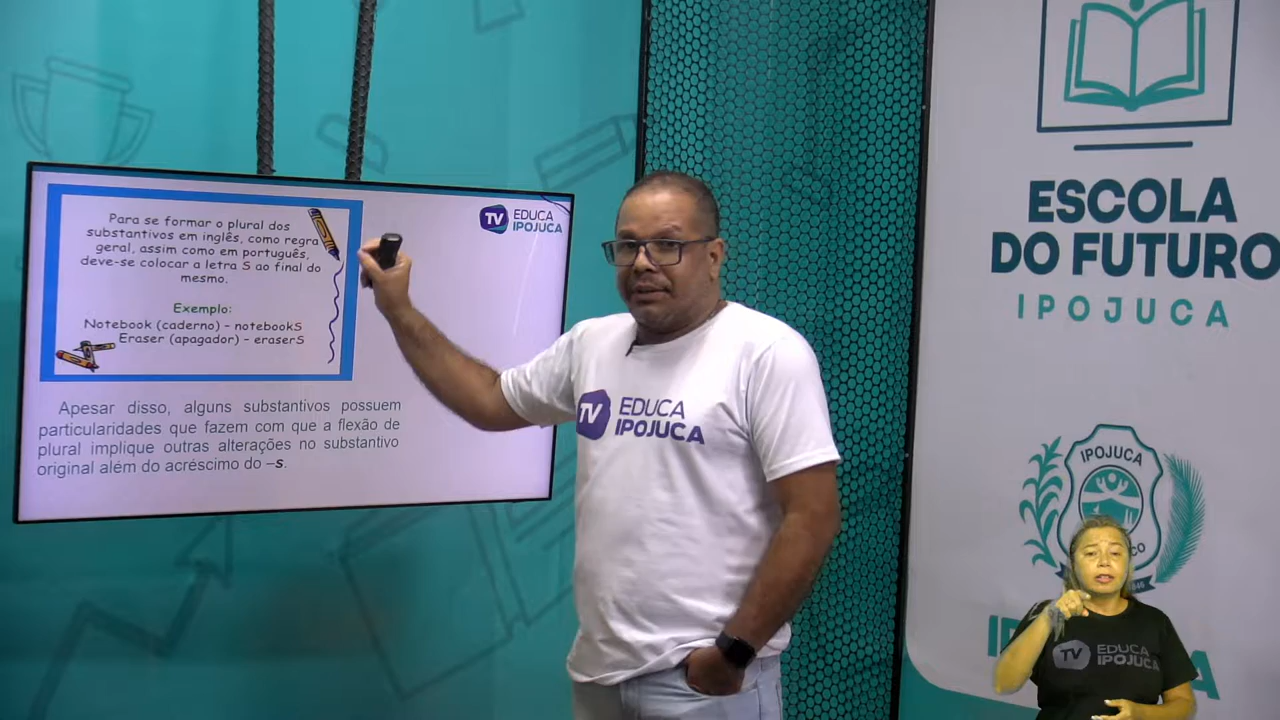 Para se formar o plural dos
substantivos em inglês, como regra
geral, assim como em português,
deve-se colocar a letra S ao final do
mesmo.
Exemplo:
Notebook (caderno) – notebookS
Eraser (apagador) – eraserS
Apesar disso, alguns substantivos possuem
particularidades que fazem com que a flexão de
plural implique outras alterações no substantivo
original além do acréscimo do –s.
TV EDUCA
IPOJUCA
TV EDUCA
IPOJUCA
ESCOLA
DO FUTURO
IPOJUCA
IPOJUCA
TV EDUCA
IPOJUCA